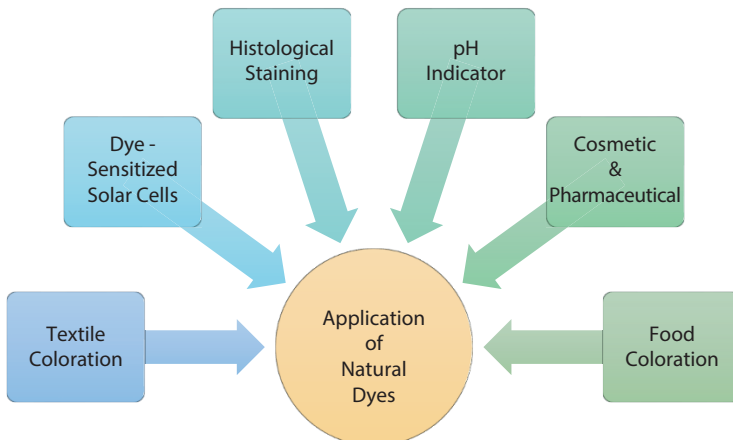 Histological
Staining
pH
Indicator
Dye -
Sensitized
Solar Cells
Cosmetic
&
Pharmaceutical
Textile
Coloration
Application
of
Natural
Dyes
Food
Coloration